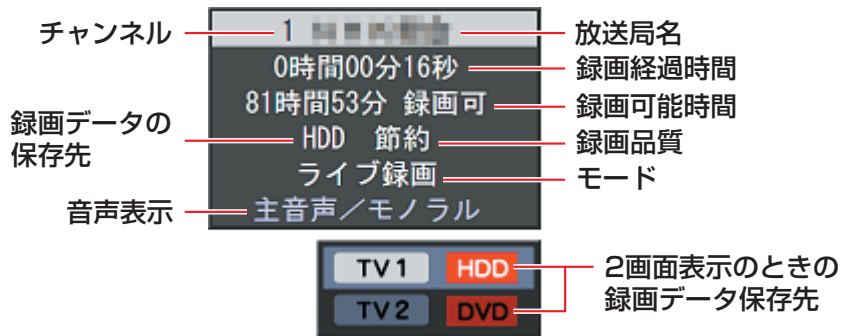 チャンネル
1
放送局名
0時間00分16秒
録画経過時間
81時間53分 録画可
録画可能時間
録画データの
保存先
HDD 節約
録画品質
ライブ録画
モード
音声表示
主音声／モノラル
TV1 HDD
TV2 DVD
2画面表示のときの
録画データ保存先